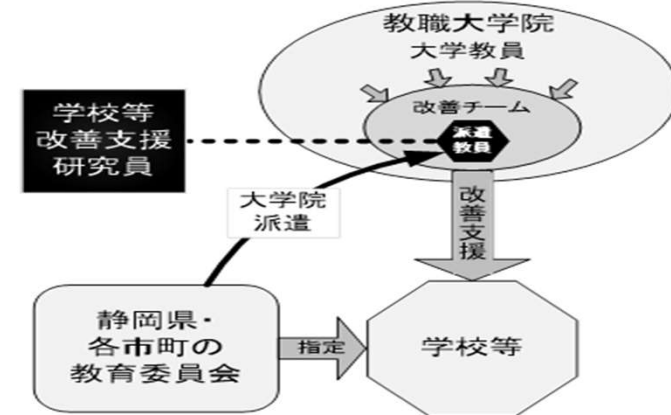 教職大学院
大学教員
改善チーム
派遣
教員
学校等
改善支援
研究員
大学院
派遣
改善支援
静岡県・
各市町の
教育委員会
指定
学校等